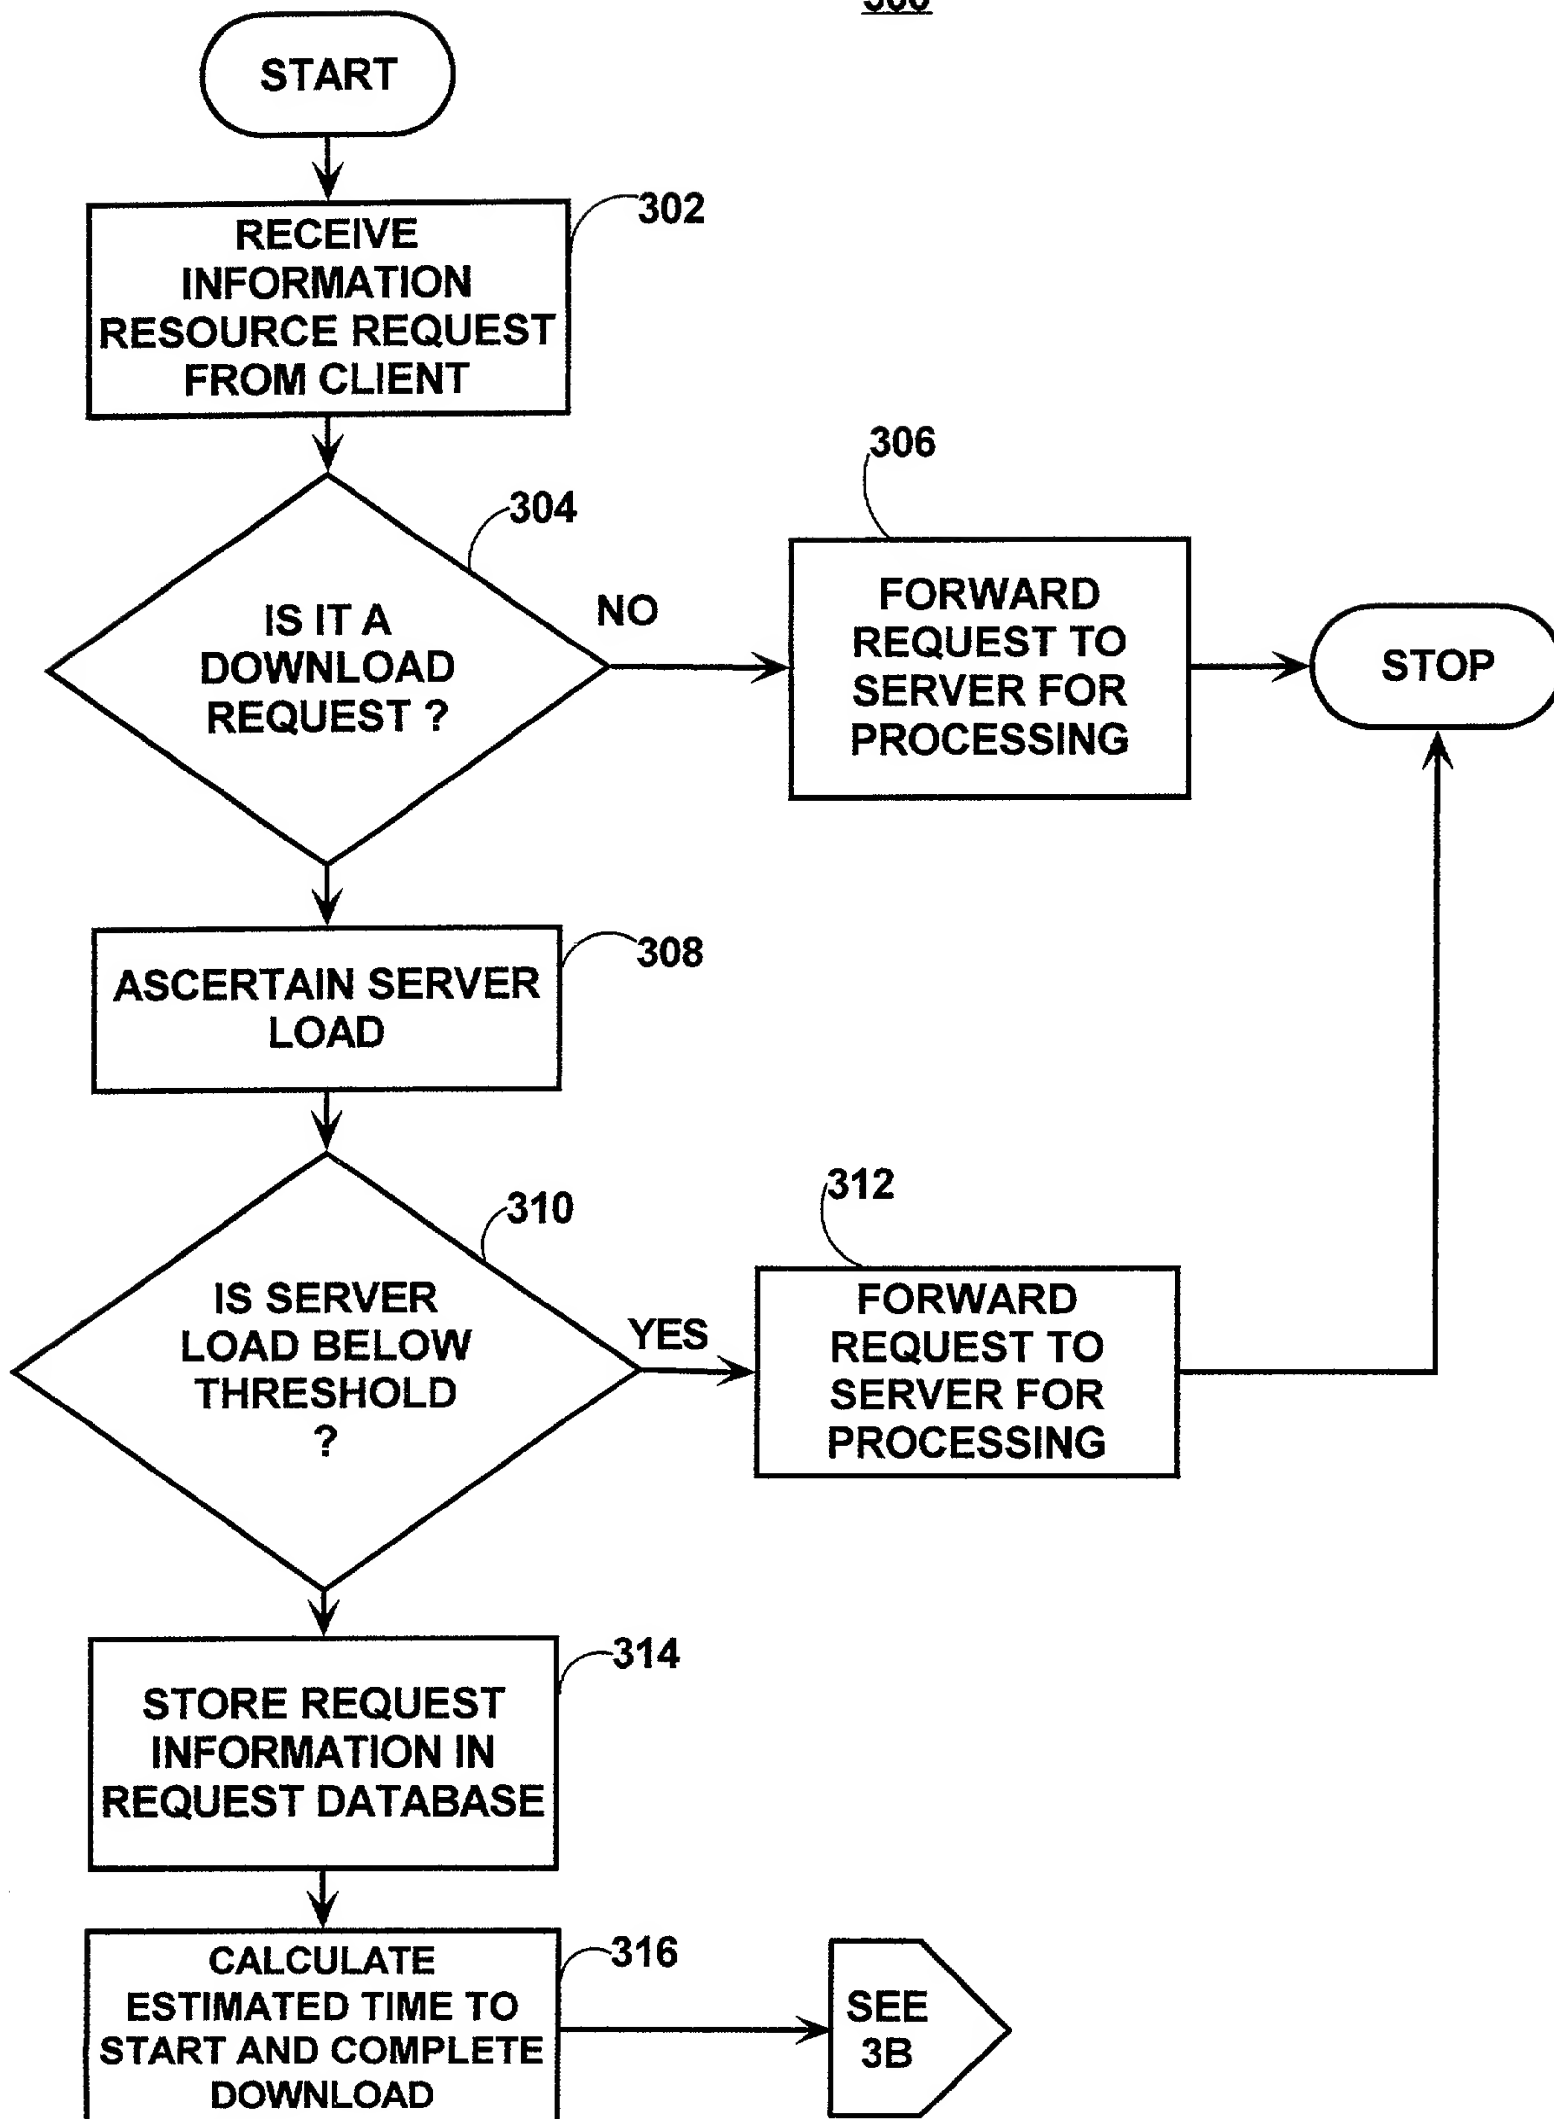 START
302
RECEIVE
INFORMATION
RESOURCE REQUEST
FROM CLIENT
304
IS IT A
DOWNLOAD
REQUEST ?
NO
306
FORWARD
REQUEST TO
SERVER FOR
PROCESSING
STOP
308
ASCERTAIN SERVER
LOAD
310
IS SERVER
LOAD BELOW
THRESHOLD
?
YES
312
FORWARD
REQUEST TO
SERVER FOR
PROCESSING
314
STORE REQUEST
INFORMATION IN
REQUEST DATABASE
316
CALCULATE
ESTIMATED TIME TO
START AND COMPLETE
DOWNLOAD
SEE
3B